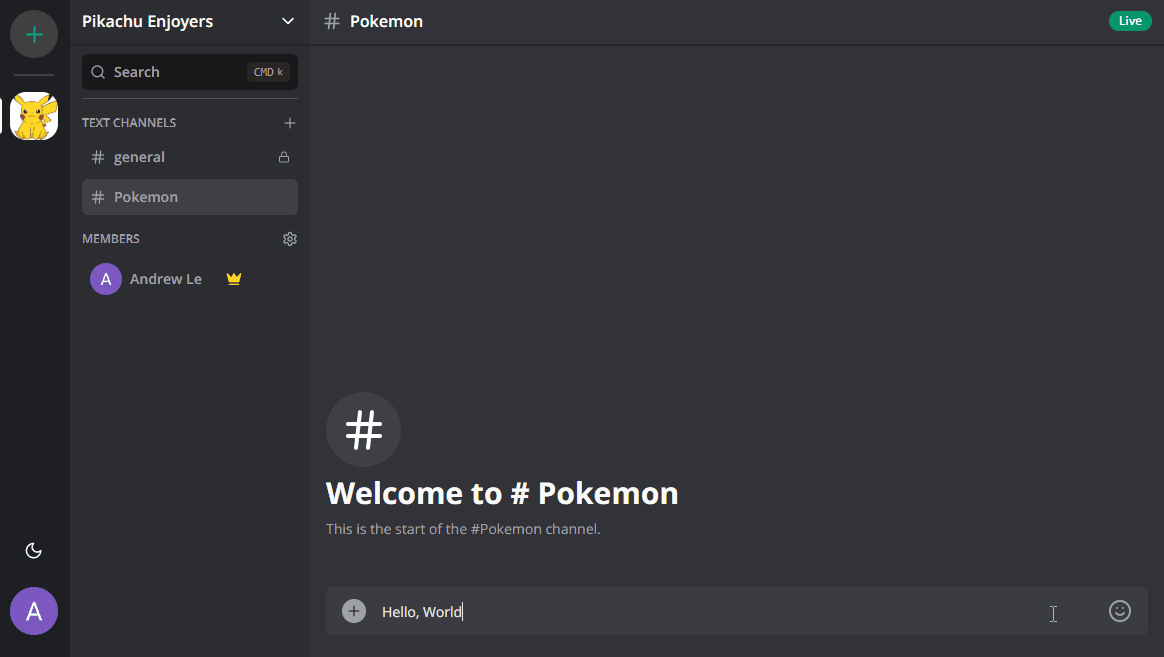 Pikachu Enjoyers
# Pokemon
Live
Search
CMD k
TEXT CHANNELS
# general
# Pokemon
MEMBERS
A Andrew Le
#
Welcome to # Pokemon
This is the start of the #Pokemon channel.
A
Hello, World